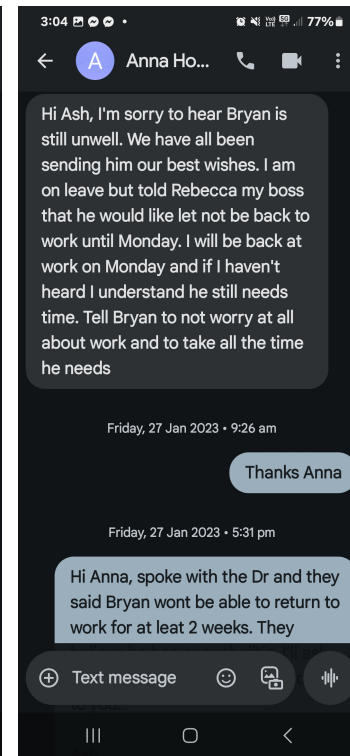 3:04
VoLTE 5G 77%
Anna Ho...
Hi Ash, I'm sorry to hear Bryan is
still unwell. We have all been
sending him our best wishes. I am
on leave but told Rebecca my boss
that he would like let not be back to
work until Monday. I will be back at
work on Monday and if I haven't
heard I understand he still needs
time. Tell Bryan to not worry at all
about work and to take all the time
he needs
Friday, 27 Jan 2023 • 9:26 am
Thanks Anna
Friday, 27 Jan 2023 • 5:31 pm
Hi Anna, spoke with the Dr and they
said Bryan wont be able to return to
work for at leat 2 weeks. They
Text message
to you.